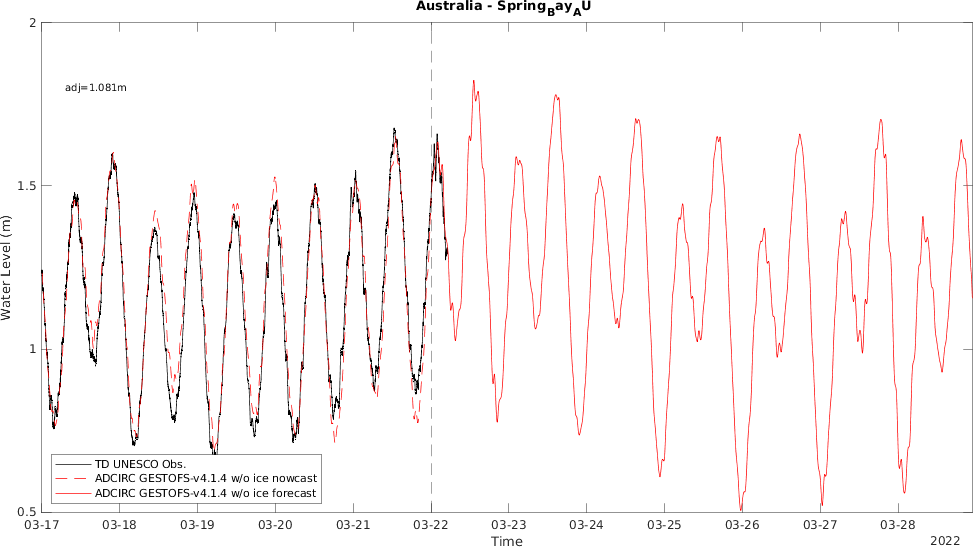 Australia - SpringBayAU
2
adj=1.081m
1.5
Water Level (m)
1
TD UNESCO Obs.
ADCIRC GESTOFS-v4.1.4 w/o ice nowcast
ADCIRC GESTOFS-v4.1.4 w/o ice forecast
0.5
03-17 03-18 03-19 03-20 03-21 03-22 03-23 03-24 03-25 03-26 03-27 03-28
Time
2022